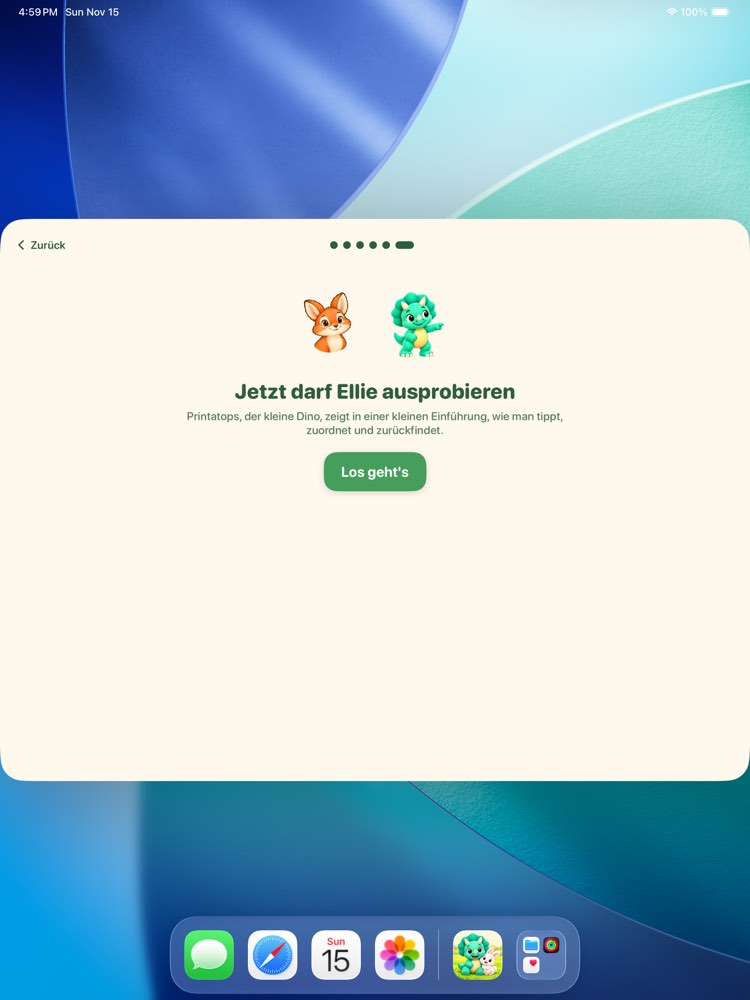 4:59 PM Sun Nov 15
100%
Zurück
Jetzt darf Ellie ausprobieren
Printatops, der kleine Dino, zeigt in einer kleinen Einführung, wie man tippt,
zuordnet und zurückfindet.
Los geht's
Sun
15